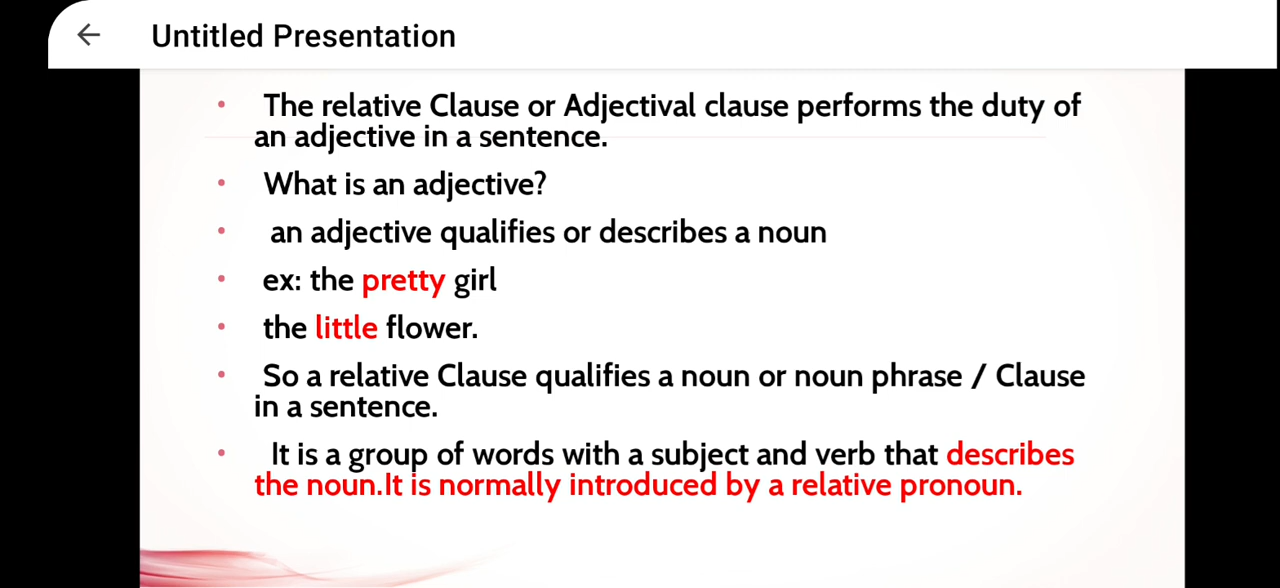 Untitled Presentation
• The relative Clause or Adjectival clause performs the duty of
an adjective in a sentence.
• What is an adjective?
• an adjective qualifies or describes a noun
• ex: the pretty girl
• the little flower.
• So a relative Clause qualifies a noun or noun phrase / Clause
in a sentence.
• It is a group of words with a subject and verb that describes
the noun.It is normally introduced by a relative pronoun.